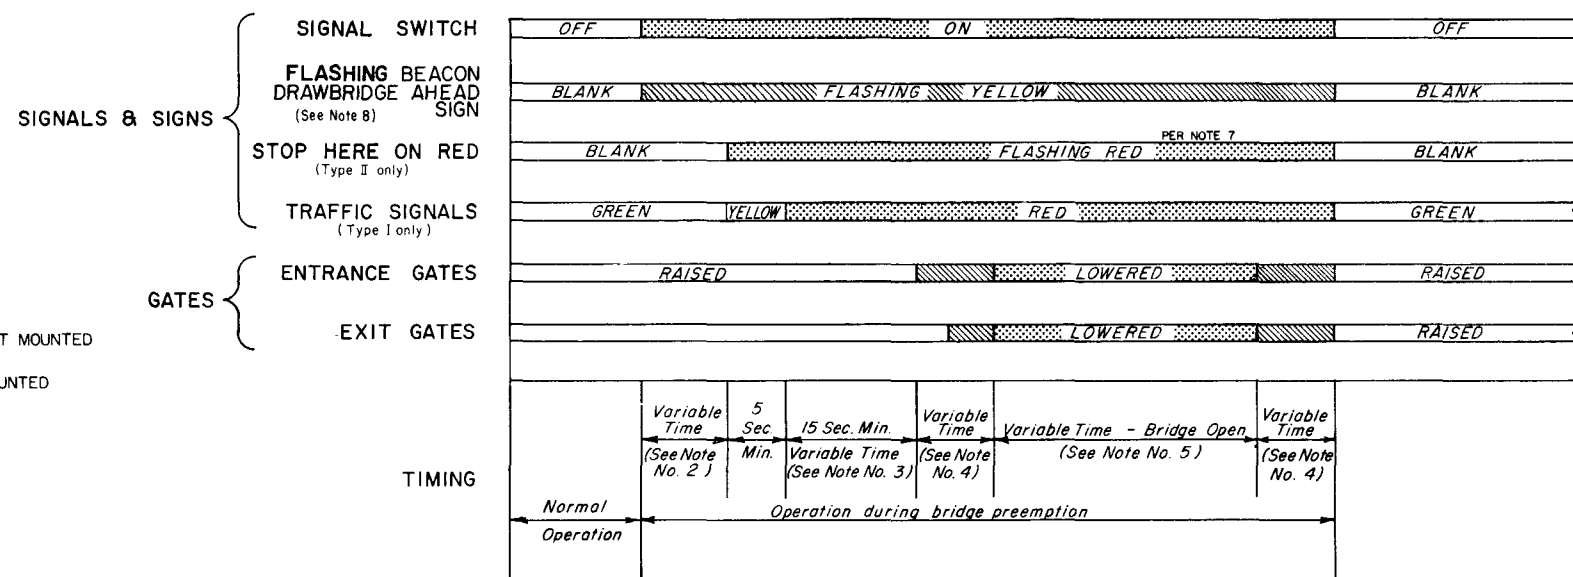 SIGNAL SWITCH OFF ON OFF
FLASHING BEACON
DRAWBRIDGE AHEAD
SIGN
(See Note 8)
BLANK FLASHING YELLOW BLANK
SIGNALS & SIGNS
PER NOTE 7
STOP HERE ON RED
(Type II only)
BLANK FLASHING RED BLANK
TRAFFIC SIGNALS
(Type I only)
GREEN YELLOW RED GREEN
ENTRANCE GATES RAISED LOWERED RAISED
GATES
EXIT GATES LOWERED RAISED
T MOUNTED
UNTED
TIMING
Variable
Time
(See Note
No. 2)
5
Sec.
Min.
15 Sec. Min.
Variable Time
(See Note No. 3)
Variable
Time
(See Note
No. 4)
Variable Time - Bridge Open
(See Note No. 5)
Variable
Time
(See Note
No. 4)
Normal
Operation
Operation during bridge preemption